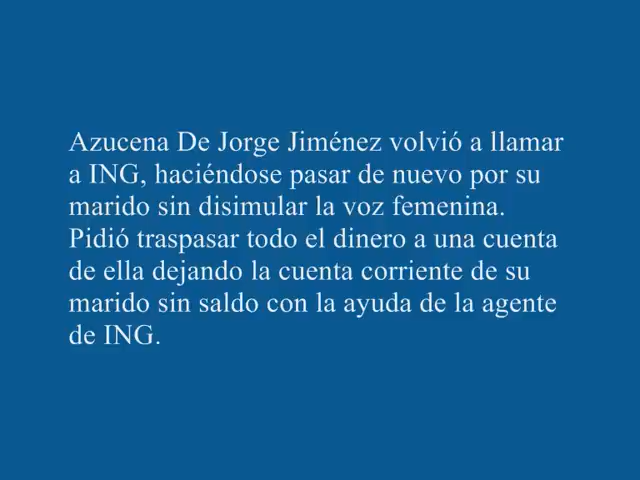 Azucena De Jorge Jiménez volvió a llamar
a ING, haciéndose pasar de nuevo por su
marido sin disimular la voz femenina.
Pidió traspasar todo el dinero a una cuenta
de ella dejando la cuenta corriente de su
marido sin saldo con la ayuda de la agente
de ING.